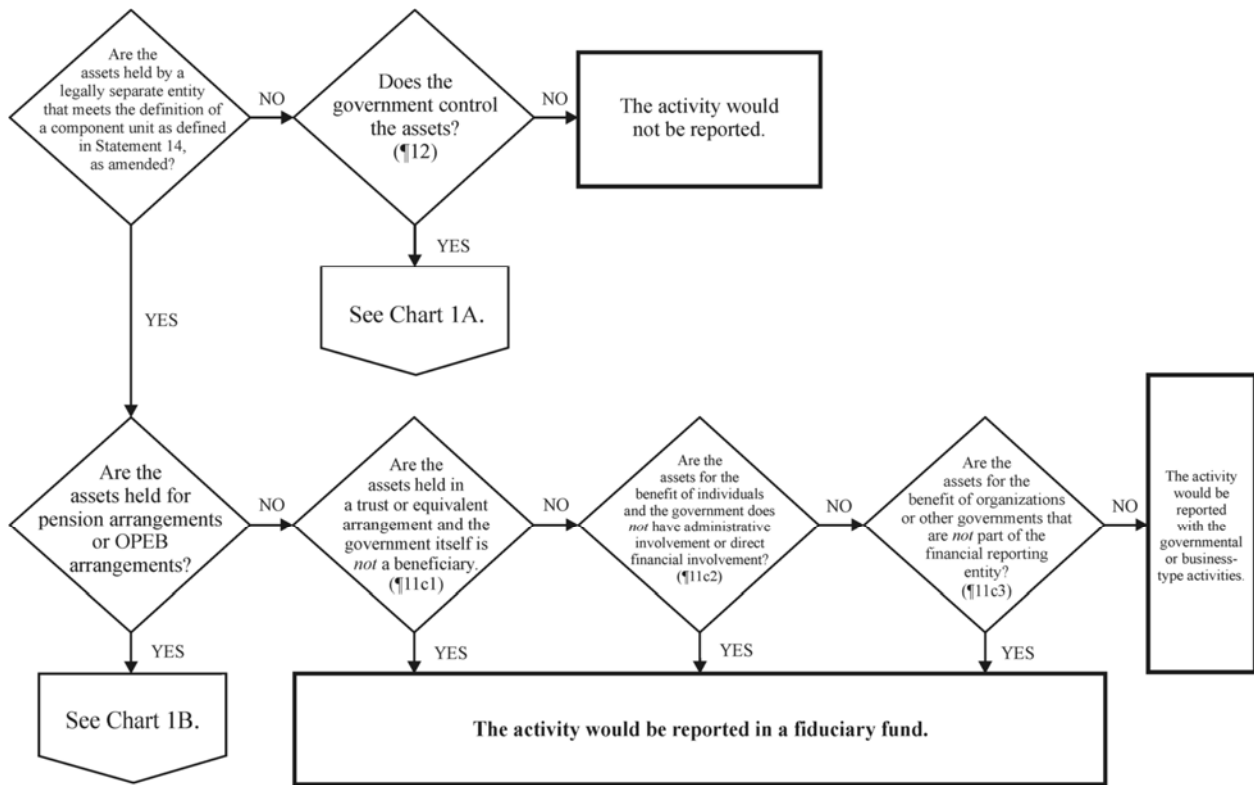 Are the
assets held by a
legally separate entity
that meets the definition of
a component unit as defined
in Statement 14,
as amended?
NO
Does the
government control
the assets?
(¶12)
NO
The activity would
not be reported.
YES
See Chart 1A.
YES
Are the
assets held for
pension arrangements
or OPEB
arrangements?
NO
Are the
assets held in
a trust or equivalent
arrangement and the
government itself is
not a beneficiary.
(¶11c1)
NO
Are the
assets for the
benefit of individuals
and the government does
not have administrative
involvement or direct
financial involvement?
(¶11c2)
NO
Are the
assets for the
benefit of organizations
or other governments that
are not part of the
financial reporting
entity?
(¶11c3)
NO
The activity
would be
reported
with the
governmental
or business-
type activities.
YES
See Chart 1B.
YES
YES
YES
The activity would be reported in a fiduciary fund.